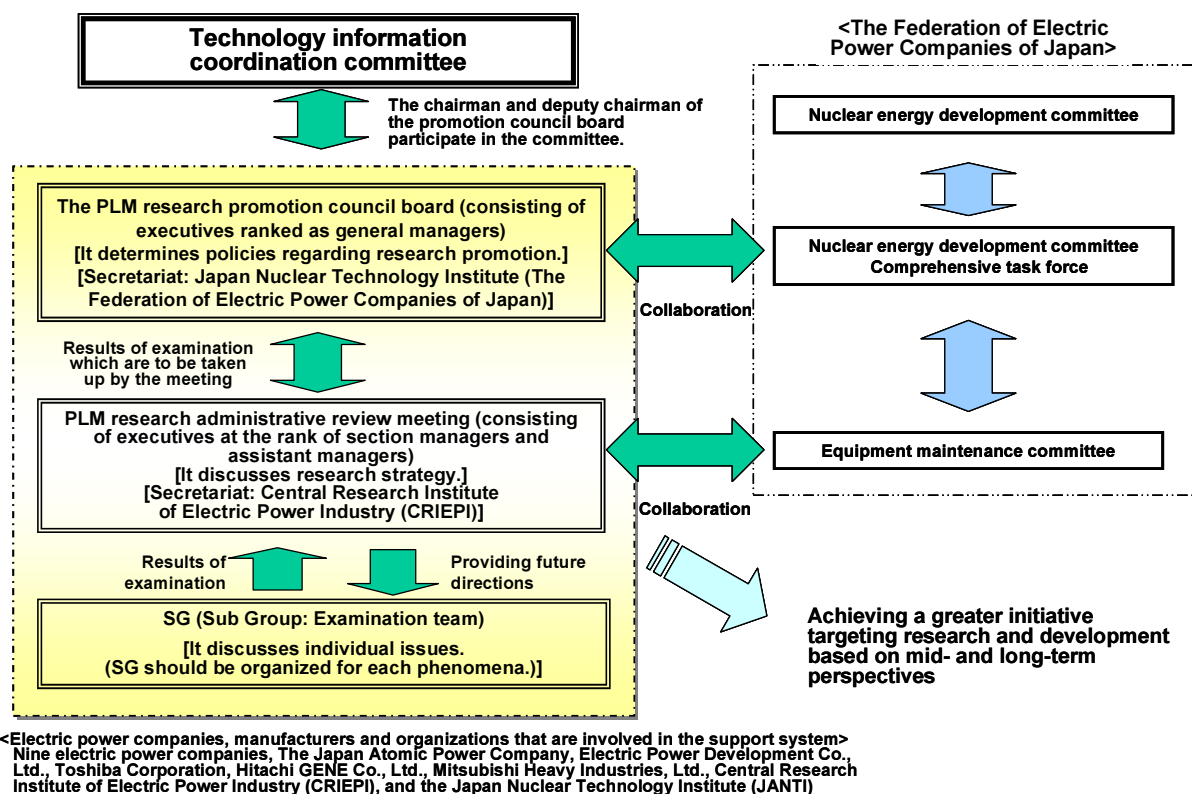 Technology information
coordination committee
<The Federation of Electric
Power Companies of Japan>
The chairman and deputy chairman of
the promotion council board
participate in the committee.
Nuclear energy development committee
The PLM research promotion council board (consisting of
executives ranked as general managers)
[It determines policies regarding research promotion.]
[Secretariat: Japan Nuclear Technology Institute (The
Federation of Electric Power Companies of Japan)]
Collaboration
Nuclear energy development committee
Comprehensive task force
Results of examination
which are to be taken
up by the meeting
PLM research administrative review meeting (consisting
of executives at the rank of section managers and
assistant managers)
[It discusses research strategy.]
[Secretariat: Central Research Institute
of Electric Power Industry (CRIEPI)]
Collaboration
Equipment maintenance committee
Results of
examination
Providing future
directions
SG (Sub Group: Examination team)
[It discusses individual issues.
(SG should be organized for each phenomena.)]
Achieving a greater initiative
targeting research and development
based on mid- and long-term
perspectives
<Electric power companies, manufacturers and organizations that are involved in the support system>
Nine electric power companies, The Japan Atomic Power Company, Electric Power Development Co.,
Ltd., Toshiba Corporation, Hitachi GENE Co., Ltd., Mitsubishi Heavy Industries, Ltd., Central Research
Institute of Electric Power Industry (CRIEPI), and the Japan Nuclear Technology Institute (JANTI)